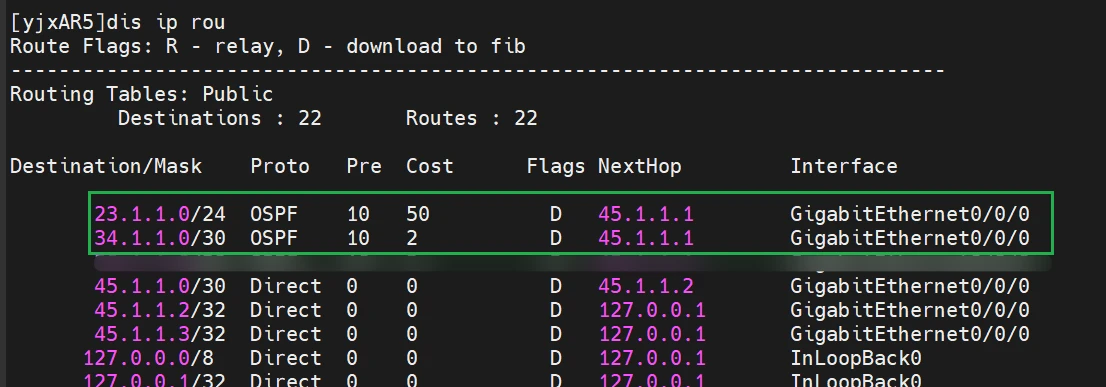 [yjxAR5]dis ip rou
Route Flags: R - relay, D - download to fib
------------------------------------------------------------------------------
Routing Tables: Public
Destinations : 22 Routes : 22
Destination/Mask Proto Pre Cost Flags NextHop Interface
23.1.1.0/24 OSPF 10 50 D 45.1.1.1 GigabitEthernet0/0/0
34.1.1.0/30 OSPF 10 2 D 45.1.1.1 GigabitEthernet0/0/0
45.1.1.0/30 Direct 0 0 D 45.1.1.2 GigabitEthernet0/0/0
45.1.1.2/32 Direct 0 0 D 127.0.0.1 GigabitEthernet0/0/0
45.1.1.3/32 Direct 0 0 D 127.0.0.1 GigabitEthernet0/0/0
127.0.0.0/8 Direct 0 0 D 127.0.0.1 InLoopBack0
127.0.0.1/32 Direct 0 0 D 127.0.0.1 InLoopBack0